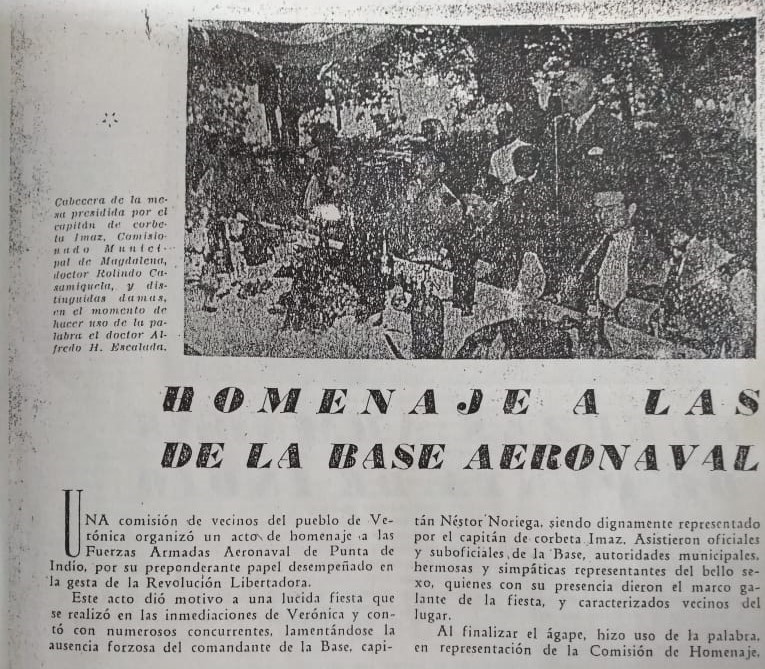 Cabecera de la me-
sa presidida por el
capitán de corbe-
ta Imaz, Comisio-
nado Munici-
pal de Magdalena,
doctor Rolindo Ca-
samiquela, y dis-
tinguidas damas,
en el momento de
hacer uso de la pa-
labra el doctor Al-
fredo H. Escalada.
HOMENAJE A LAS
DE LA BASE AERONAVAL
UNA comisión de vecinos del pueblo de Ve-
rónica organizó un acto de homenaje a las
Fuerzas Armadas Aeronaval de Punta de
Indio, por su preponderante papel desempeñado en
la gesta de la Revolución Libertadora.
Este acto dió motivo a una lucida fiesta que
se realizó en las inmediaciones de Verónica y con-
tó con numerosos concurrentes, lamentándose la
ausencia forzosa del comandante de la Base, capi-
tán Néstor Noriega, siendo dignamente representado
por el capitán de corbeta Imaz. Asistieron oficiales
y suboficiales de la Base, autoridades municipales,
hermosas y simpáticas representantes del bello se-
xo, quienes con su presencia dieron el marco ga-
lante de la fiesta, y caracterizados vecinos del
lugar.
Al finalizar el ágape, hizo uso de la palabra,
en representación de la Comisión de Homenaje,